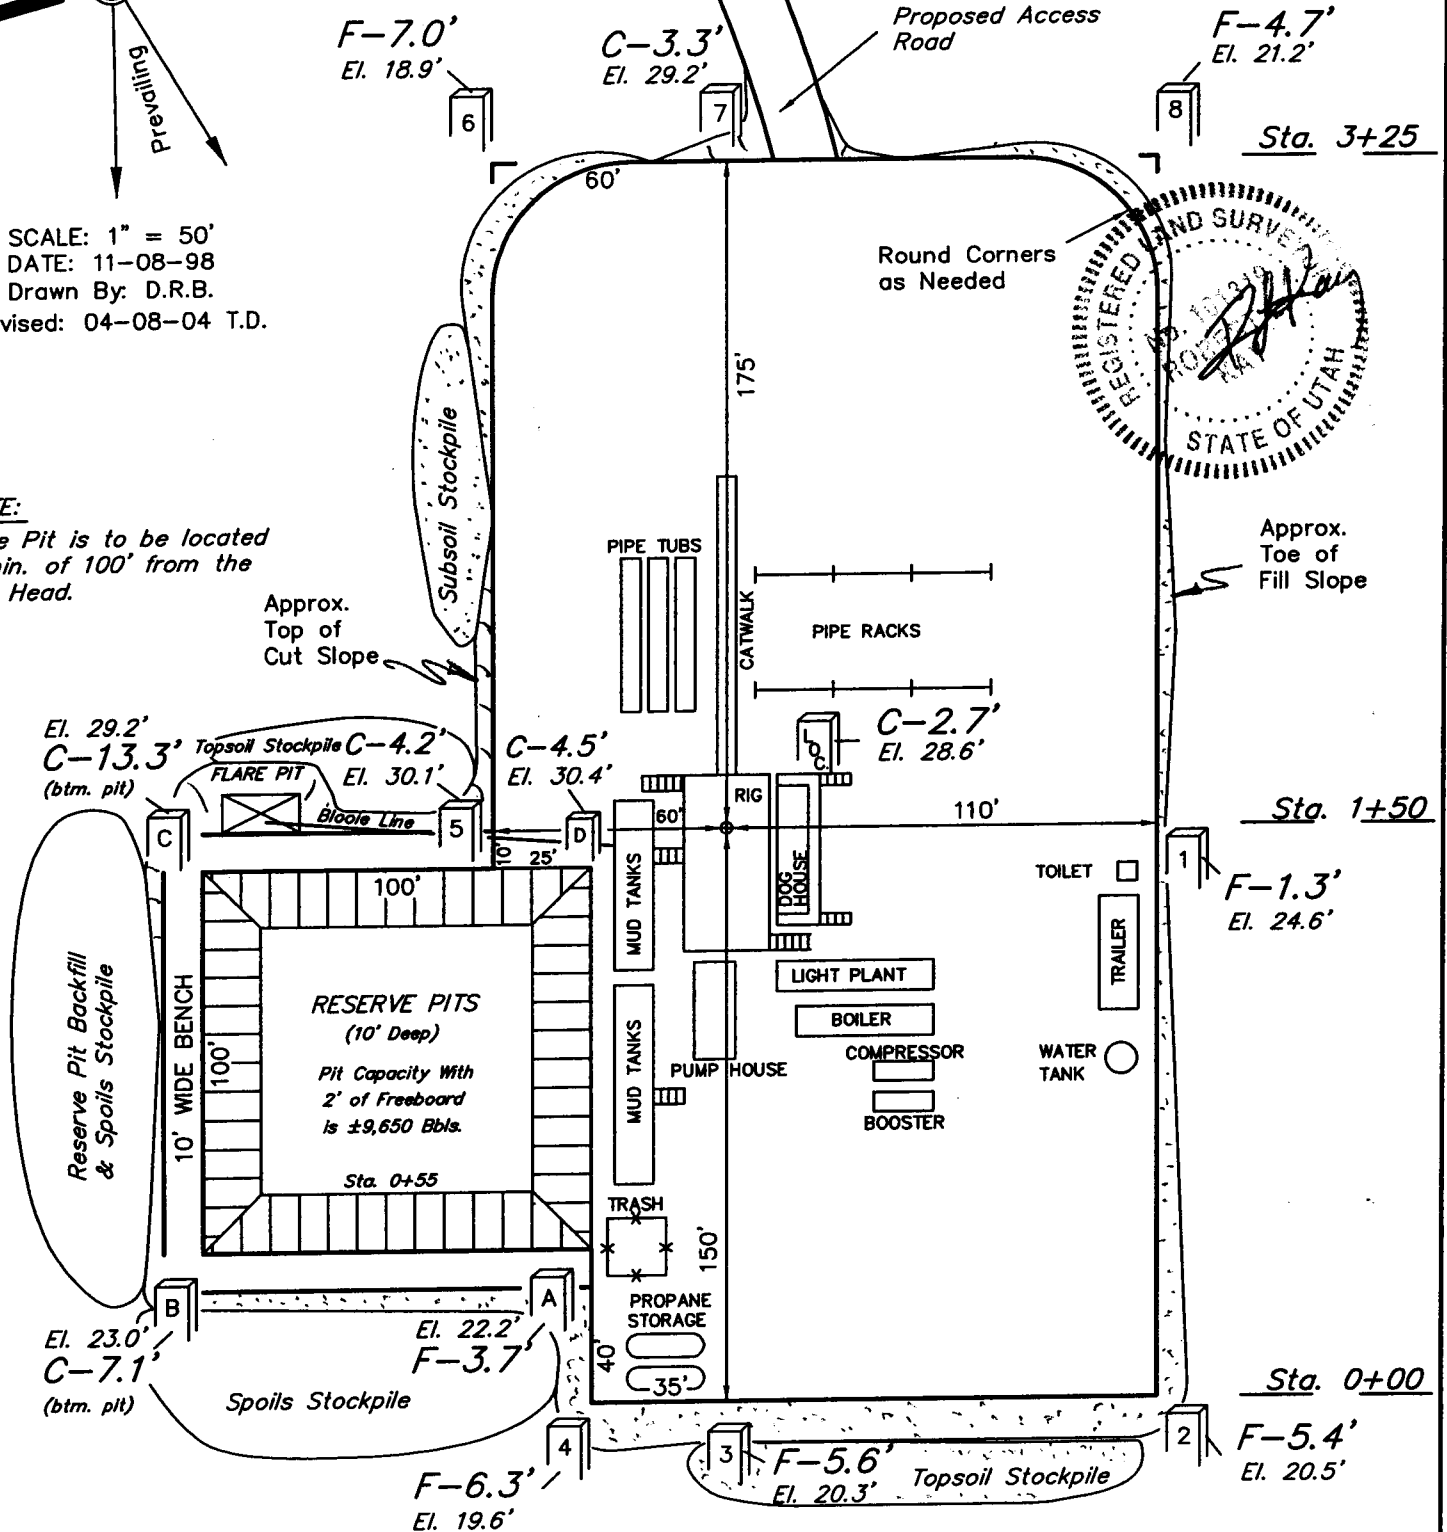 F-7.0'
El. 18.9'
C-3.3'
El. 29.2'
Proposed Access
Road
F-4.7'
El. 21.2'
Prevailing
6
7
8
Sta. 3+25
60'
SCALE: 1" = 50'
DATE: 11-08-98
Drawn By: D.R.B.
vised: 04-08-04 T.D.
Round Corners
as Needed
REGISTERED LAND SURVEY
STATE OF UTAH
175'
Subsoil Stockpile
TE:
e Pit is to be located
in. of 100' from the
Head.
Approx.
Top of
Cut Slope
PIPE TUBS
CATWALK
PIPE RACKS
Approx.
Toe of
Fill Slope
El. 29.2'
C-13.3'
(btm. pit)
Topsoil Stockpile
FLARE PIT
Blooie Line
C-4.2'
El. 30.1'
C-4.5'
El. 30.4'
LOC.
C-2.7'
El. 28.6'
RIG
C
5
D
60'
110'
Sta. 1+50
10'
25'
1
F-1.3'
El. 24.6'
100'
MUD TANKS
DOG
HOUSE
TOILET
TRAILER
Reserve Pit Backfill
& Spoils Stockpile
10' WIDE BENCH
100'
RESERVE PITS
(10' Deep)
Pit Capacity With
2' of Freeboard
is ±9,650 Bbls.
Sta. 0+55
MUD TANKS
PUMP HOUSE
LIGHT PLANT
BOILER
COMPRESSOR
BOOSTER
WATER
TANK
TRASH
150'
PROPANE
STORAGE
40'
35'
B
A
El. 23.0'
C-7.1'
(btm. pit)
El. 22.2'
F-3.7'
Spoils Stockpile
Sta. 0+00
4
3
2
F-6.3'
El. 19.6'
F-5.6'
El. 20.3'
Topsoil Stockpile
F-5.4'
El. 20.5'